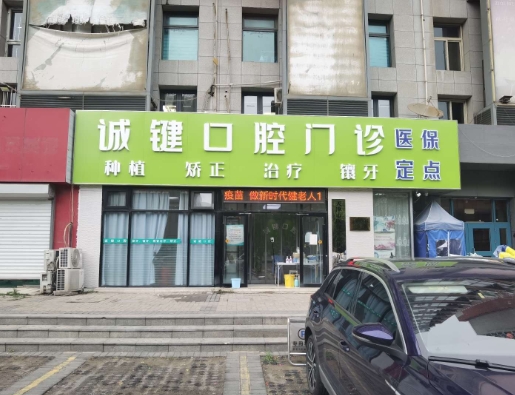 诚键口腔门诊 医保
种植 矫正 治疗 镶牙 定点
疫苗 做新时代健老人1